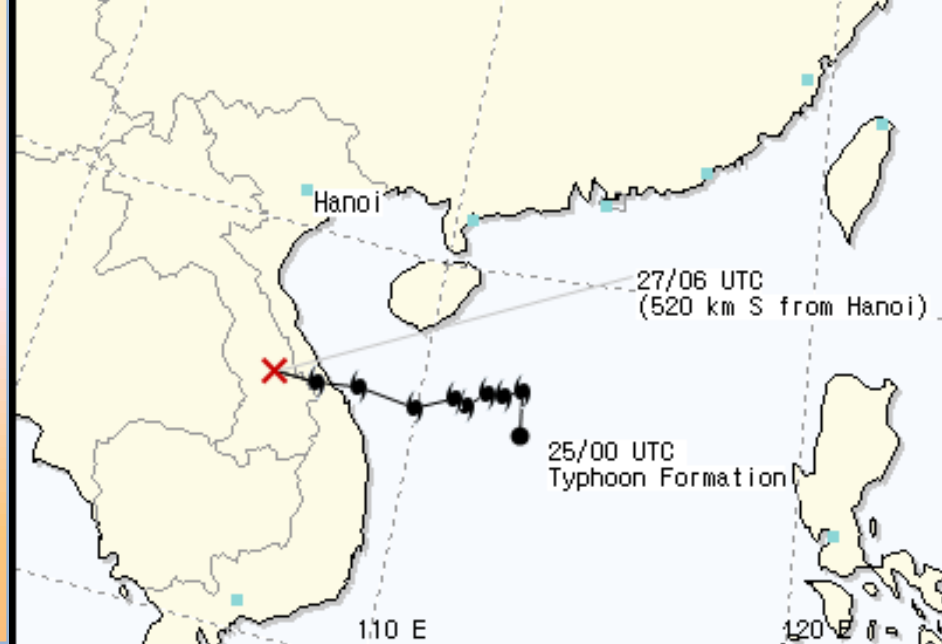 Hanoi
27/06 UTC
(520 km S from Hanoi)
25/00 UTC
Typhoon Formation
110 E
120 E